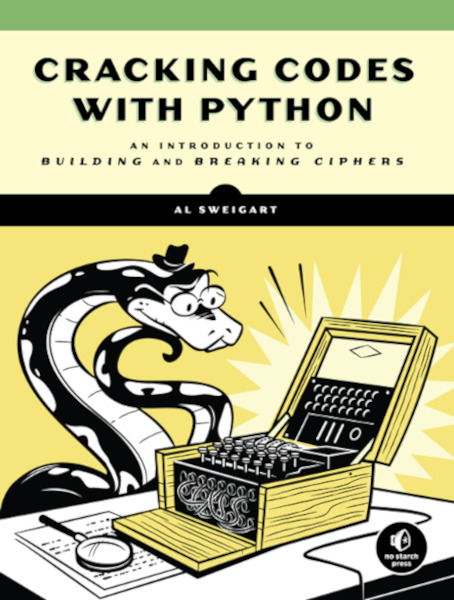 CRACKING CODES
WITH PYTHON
AN INTRODUCTION TO
BUILDING AND BREAKING CIPHERS
AL SWEIGART
no starch
press